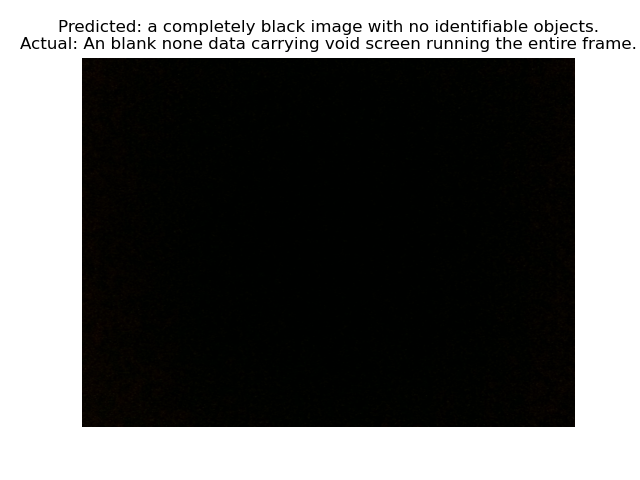 Predicted: a completely black image with no identifiable objects.
Actual: An blank none data carrying void screen running the entire frame.